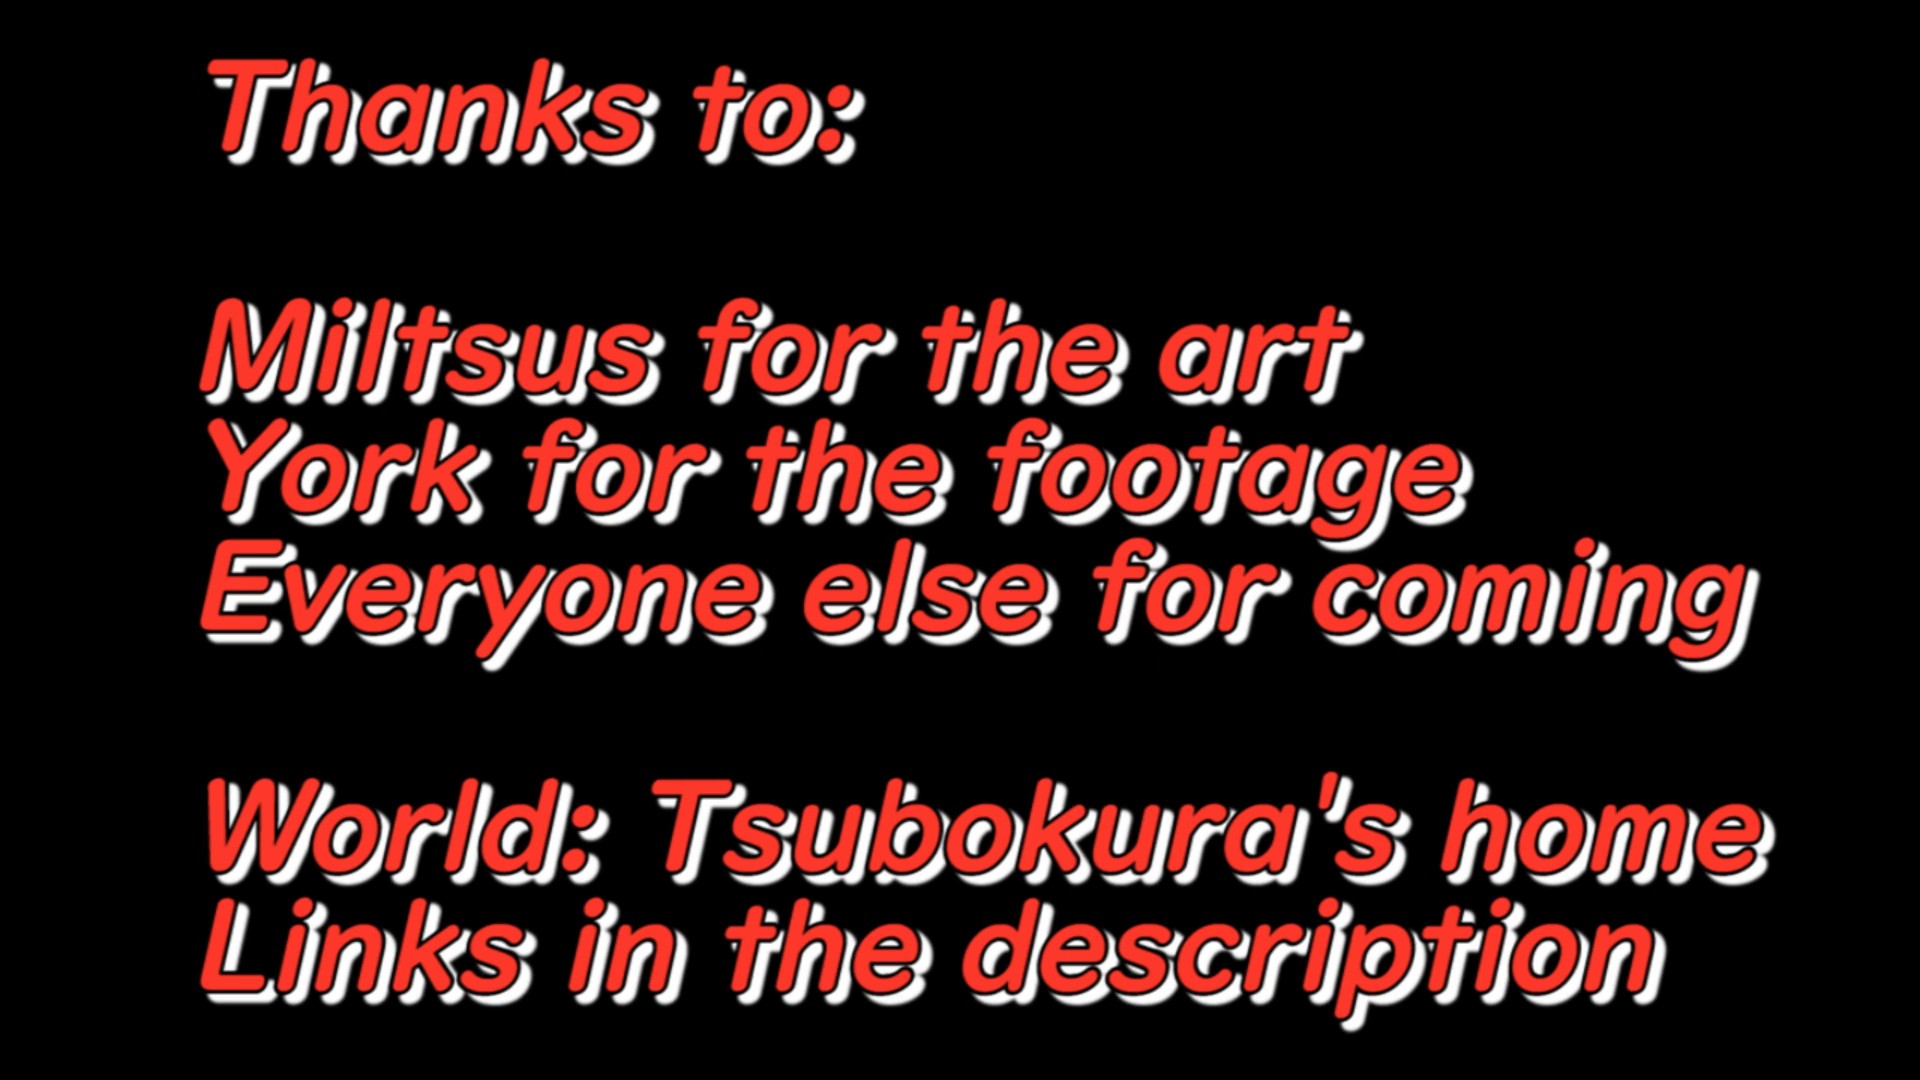 Thanks to:
Miltsus for the art
York for the footage
Everyone else for coming
World: Tsubokura's home
Links in the description